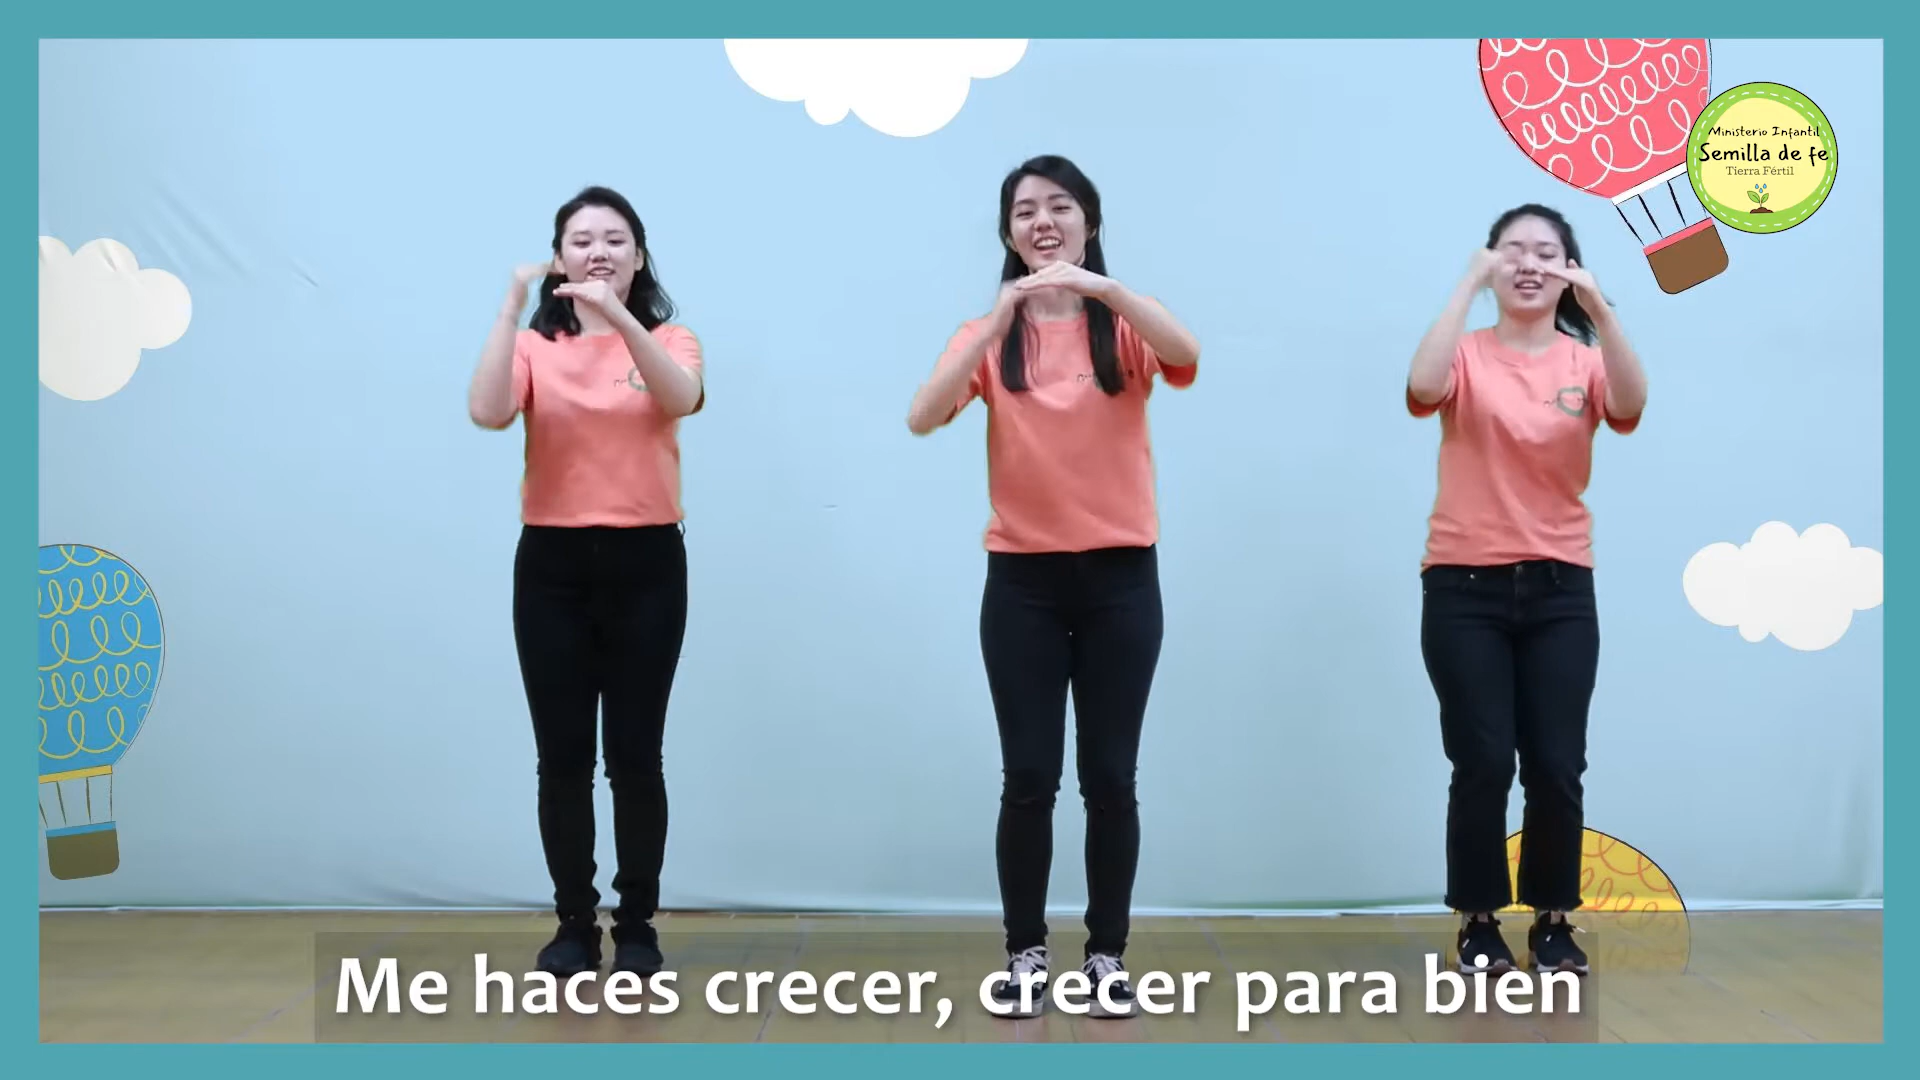 Ministerio Infantil
Semilla de fe
Tierra Fértil
Me haces crecer, crecer para bien